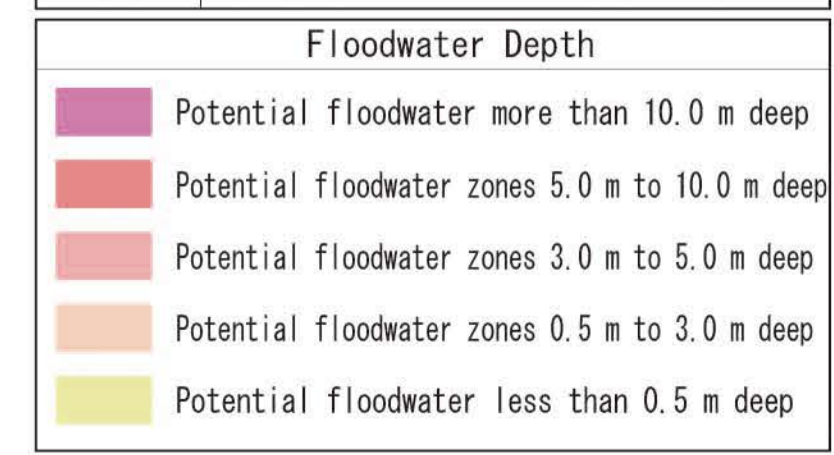 Floodwater Depth
Potential floodwater more than 10.0 m deep
Potential floodwater zones 5.0 m to 10.0 m deep
Potential floodwater zones 3.0 m to 5.0 m deep
Potential floodwater zones 0.5 m to 3.0 m deep
Potential floodwater less than 0.5 m deep